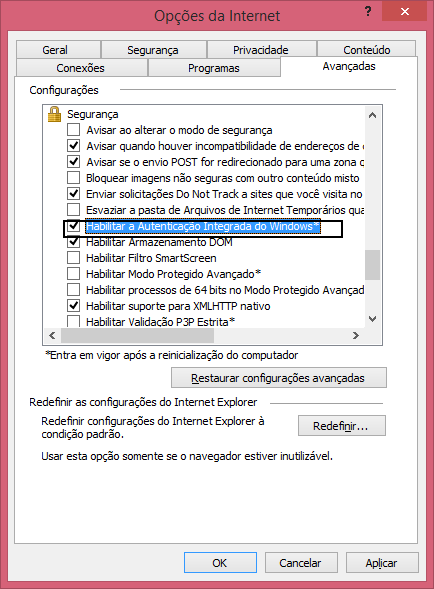 Opções da Internet
?
Geral
Segurança
Privacidade
Conteúdo
Conexões
Programas
Avançadas
Configurações
Segurança
Avisar ao alterar o modo de segurança
Avisar quando houver incompatibilidade de endereços de c
Avisar se o envio POST for redirecionado para uma zona q
Bloquear imagens não seguras com outro conteúdo misto
Enviar solicitações Do Not Track a sites que você visita no
Esvaziar a pasta de Arquivos de Internet Temporários qua
Habilitar a Autenticação Integrada do Windows*
Habilitar Armazenamento DOM
Habilitar Filtro SmartScreen
Habilitar Modo Protegido Avançado*
Habilitar processos de 64 bits no Modo Protegido Avançad
Habilitar suporte para XMLHTTP nativo
Habilitar Validação P3P Estrita*
*Entra em vigor após a reinicialização do computador
Restaurar configurações avançadas
Redefinir as configurações do Internet Explorer
Redefinir configurações do Internet Explorer à
condição padrão.
Redefinir...
Usar esta opção somente se o navegador estiver inutilizável.
OK
Cancelar
Aplicar